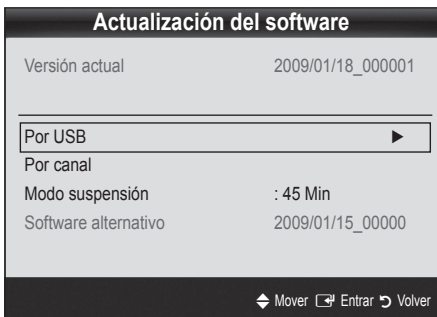 Actualización del software
Versión actual 2009/01/18_000001
Por USB
Por canal
Modo suspensión : 45 Min
Software alternativo 2009/01/15_00000
Mover Entrar Volver